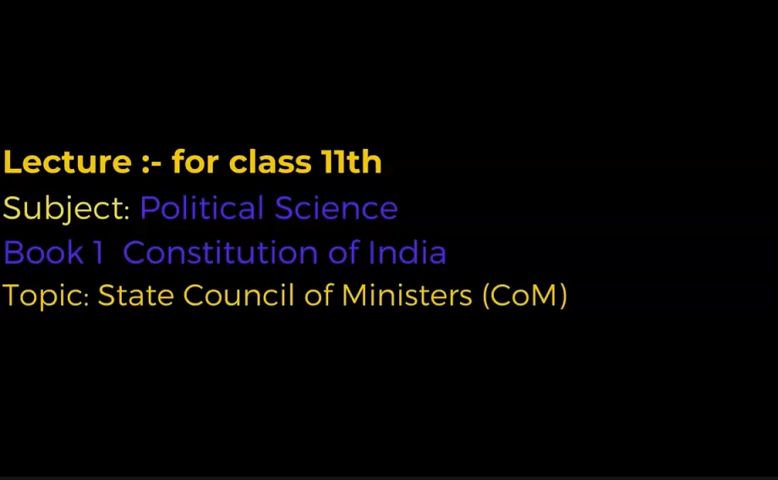 Lecture :- for class 11th
Subject: Political Science
Book 1 Constitution of India
Topic: State Council of Ministers (CoM)